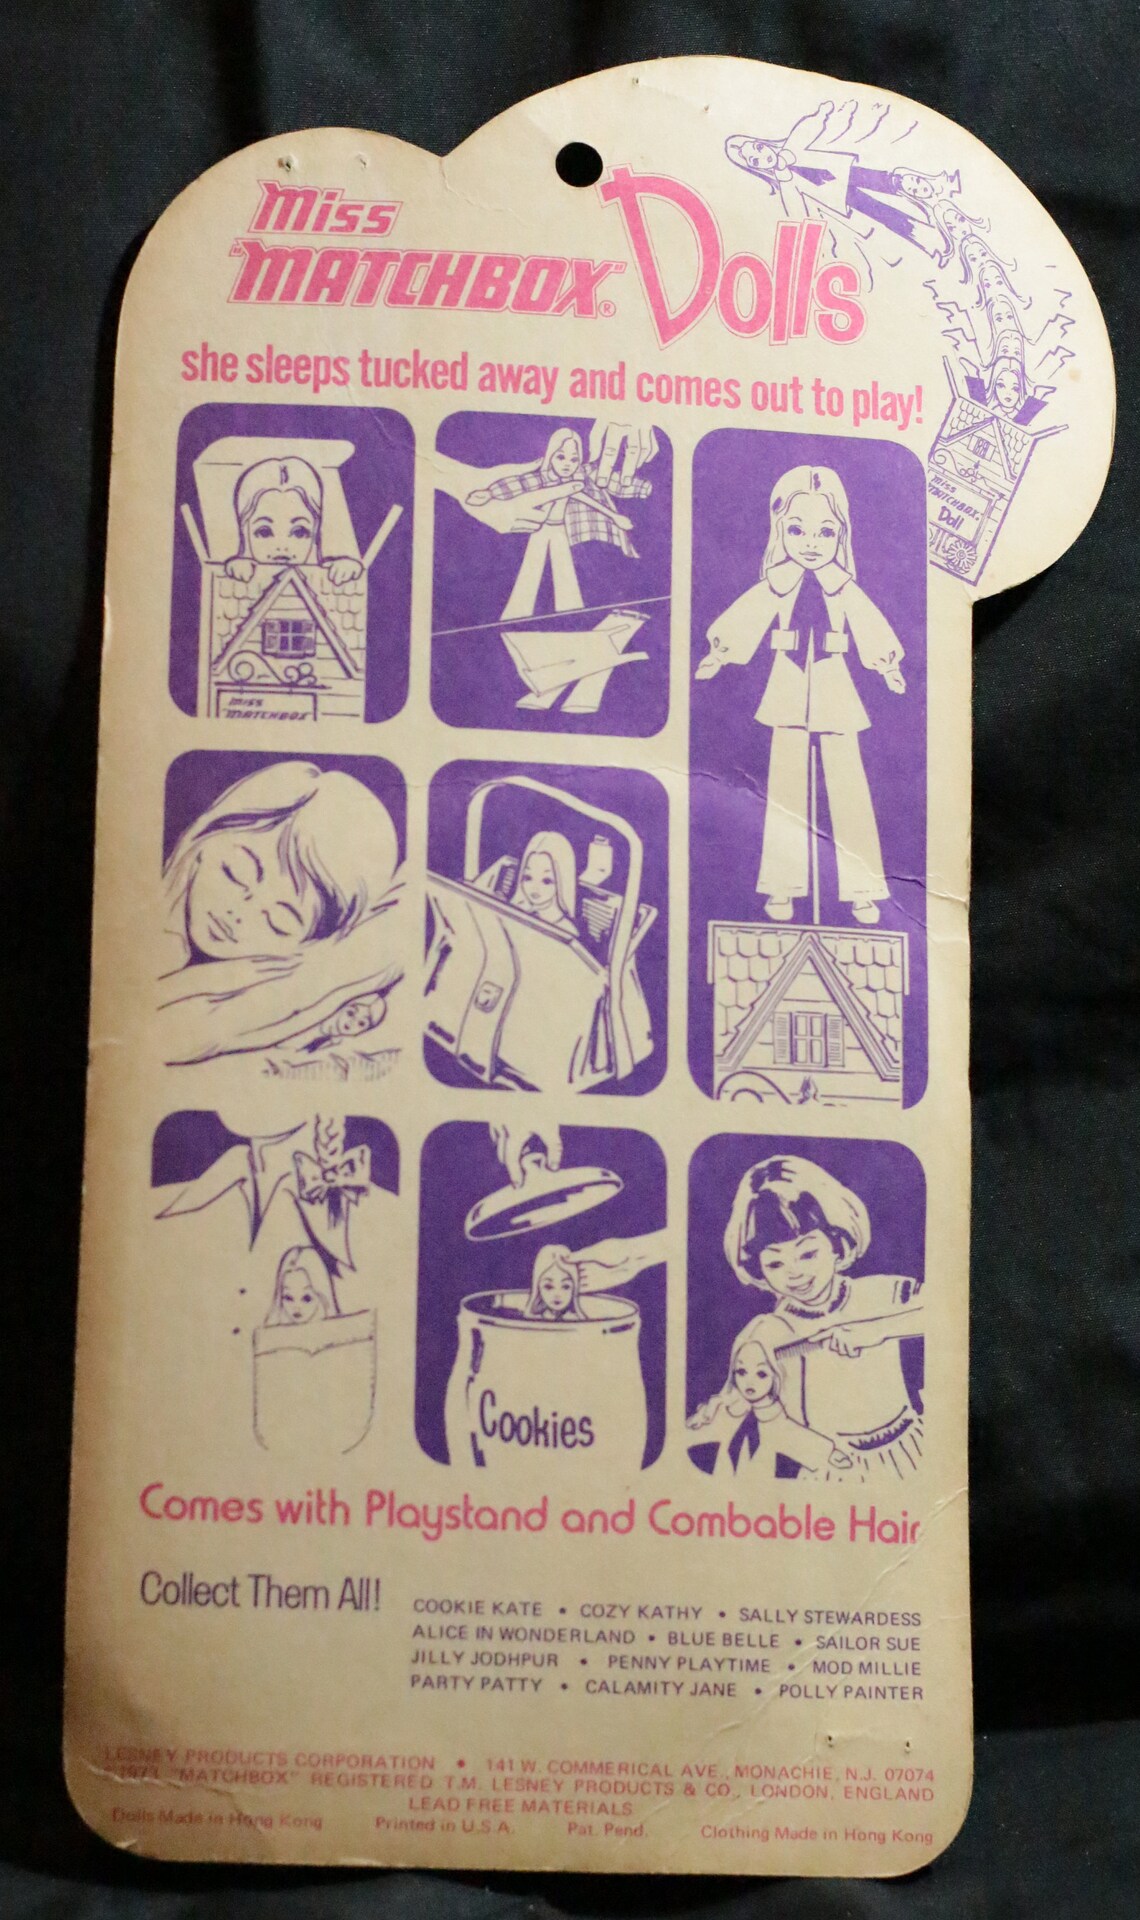 Miss
"MATCHBOX"® Dolls
she sleeps tucked away and comes out to play!
Miss
"MATCHBOX"
Doll
Miss
"MATCHBOX"
Cookies
Comes with Playstand and Combable Hair
Collect Them All!
COOKIE KATE • COZY KATHY • SALLY STEWARDESS
ALICE IN WONDERLAND • BLUE BELLE • SAILOR SUE
JILLY JODHPUR • PENNY PLAYTIME • MOD MILLIE
PARTY PATTY • CALAMITY JANE • POLLY PAINTER
LESNEY PRODUCTS CORPORATION • 141 W. COMMERICAL AVE., MONACHIE, N.J. 07074
"MATCHBOX" REGISTERED T.M. LESNEY PRODUCTS & CO., LONDON, ENGLAND
LEAD FREE MATERIALS
Dolls Made in Hong Kong Printed in U.S.A. Pat. Pend. Clothing Made in Hong Kong